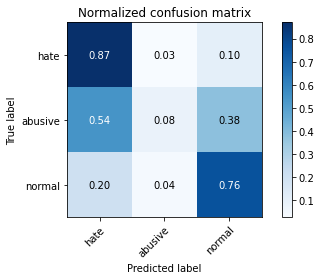 Normalized confusion matrix
True label
hate 0.87 0.03 0.10
abusive 0.54 0.08 0.38
normal 0.20 0.04 0.76
hate abusive normal
Predicted label
0.8
0.7
0.6
0.5
0.4
0.3
0.2
0.1